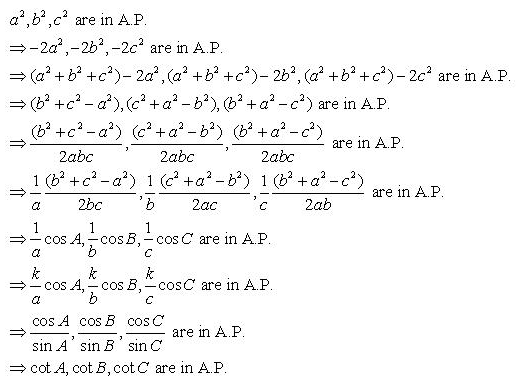 a²,b²,c² are in A.P.
⇒ -2a²,-2b²,-2c² are in A.P.
⇒ (a²+b²+c²)-2a²,(a²+b²+c²)-2b²,(a²+b²+c²)-2c² are in A.P.
⇒ (b²+c²-a²),(c²+a²-b²),(b²+a²-c²) are in A.P.
⇒ (b²+c²-a²)/2abc,(c²+a²-b²)/2abc,(b²+a²-c²)/2abc are in A.P.
⇒ 1/a (b²+c²-a²)/2bc,1/b (c²+a²-b²)/2ac,1/c (b²+a²-c²)/2ab are in A.P.
⇒ 1/a cos A,1/b cos B,1/c cos C are in A.P.
⇒ k/a cos A,k/b cos B,k/c cos C are in A.P.
⇒ cos A/sin A,cos B/sin B,cos C/sin C are in A.P.
⇒ cot A,cot B,cot C are in A.P.